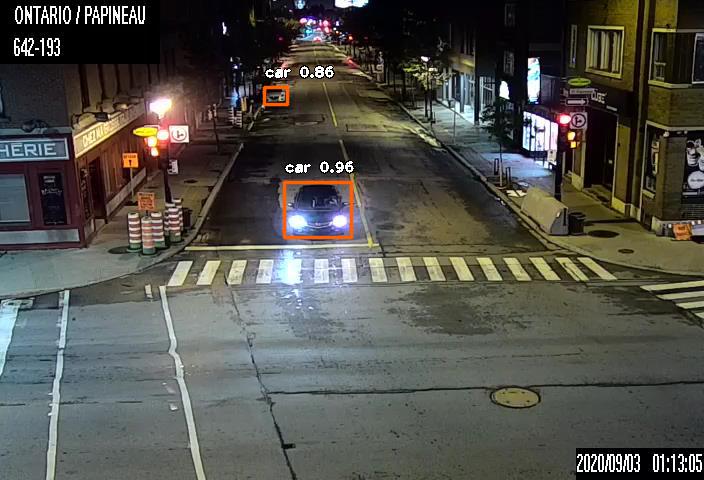 ONTARIO / PAPINEAU
642-193
car 0.86
car 0.96
HERIE
2020/09/03 01:13:05